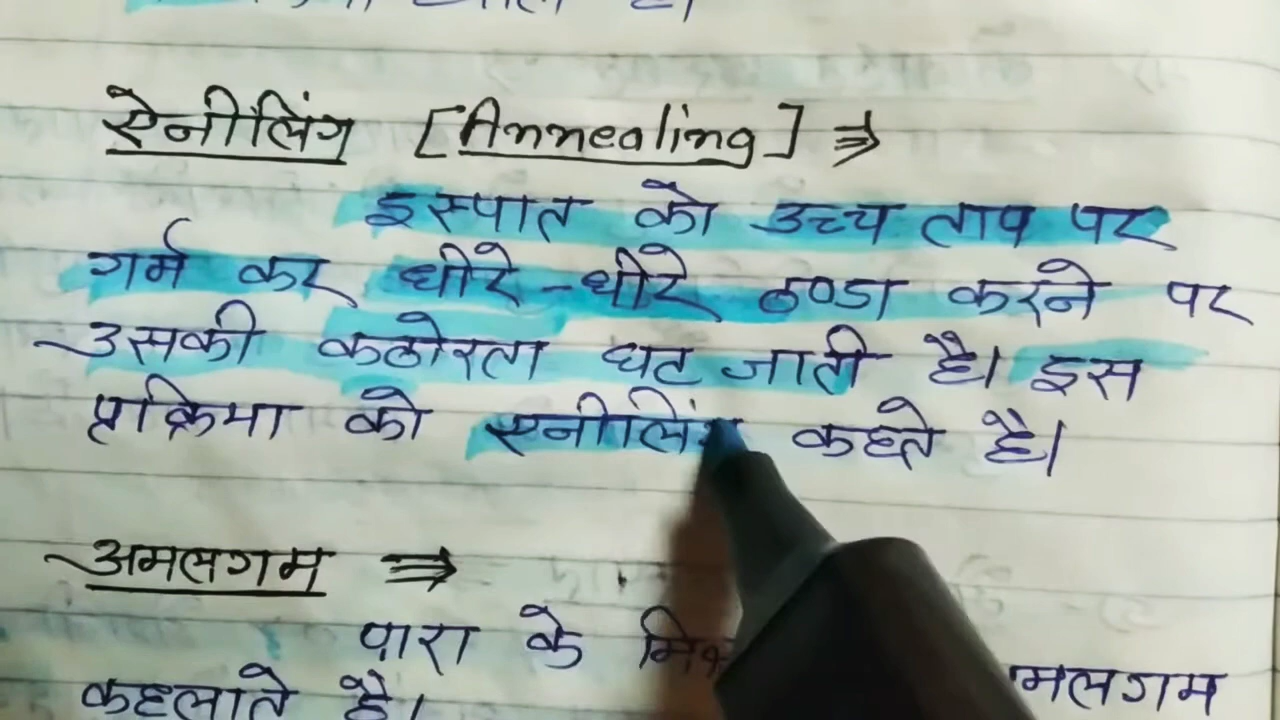 ऐनीलिंग [Annealing] ⇒
इस्पात को उच्च ताप पर
गर्म कर धीरे-धीरे ठण्डा करने पर
उसकी कठोरता घट जाती है। इस
प्रक्रिया को एनीलिंग कहते है।
अमलगम ⇒
पारा के मलगम
कहलाते है।